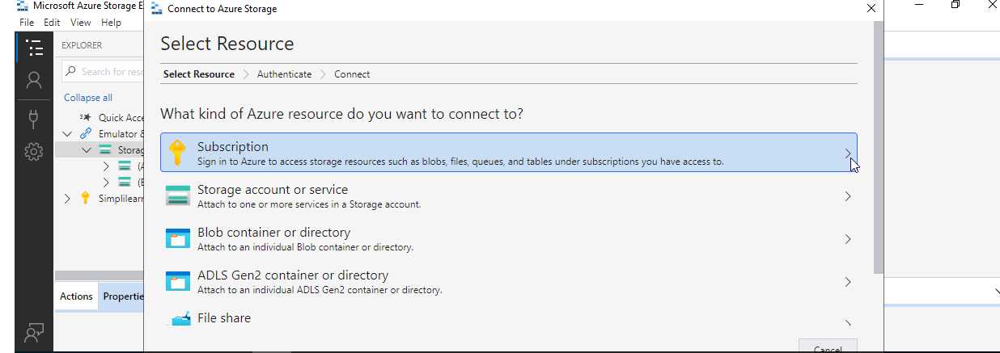 Microsoft Azure Storage E
Connect to Azure Storage
File Edit View Help
EXPLORER
Search for reso
Collapse all
Quick Acce
Emulator &
Storag
(A
(E
Simplilearn
Actions Propertie
Select Resource
Select Resource > Authenticate > Connect
What kind of Azure resource do you want to connect to?
Subscription
Sign in to Azure to access storage resources such as blobs, files, queues, and tables under subscriptions you have access to.
Storage account or service
Attach to one or more services in a Storage account.
Blob container or directory
Attach to an individual Blob container or directory.
ADLS Gen2 container or directory
Attach to an individual ADLS Gen2 container or directory.
File share
Cancel